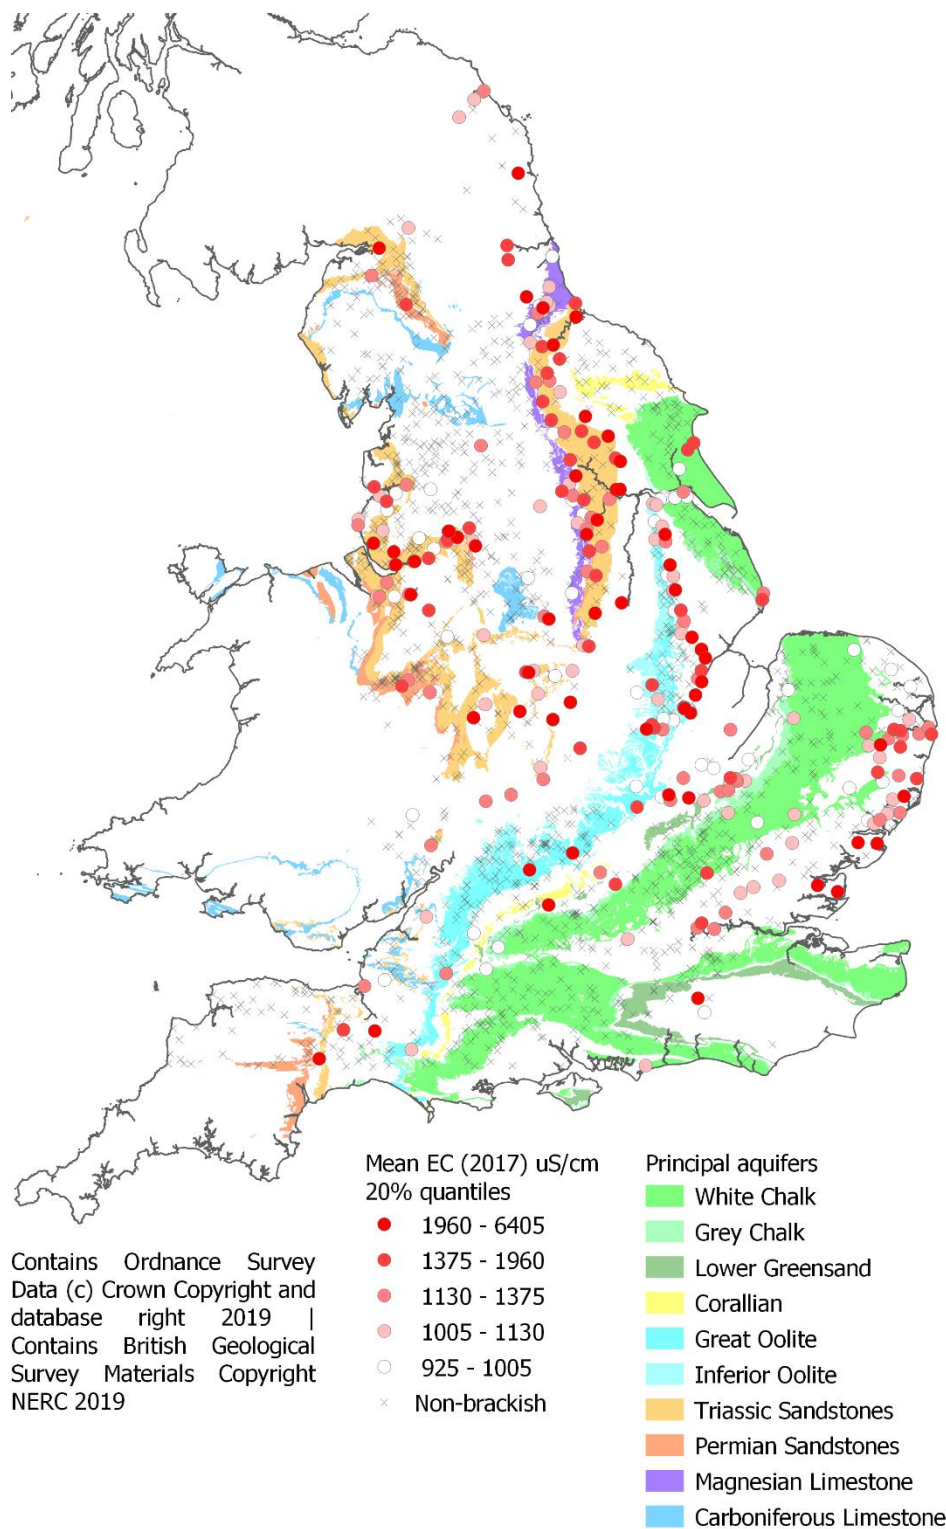 Mean EC (2017) uS/cm
20% quantiles
1960 - 6405
1375 - 1960
1130 - 1375
1005 - 1130
925 - 1005
Non-brackish
Principal aquifers
White Chalk
Grey Chalk
Lower Greensand
Corallian
Great Oolite
Inferior Oolite
Triassic Sandstones
Permian Sandstones
Magnesian Limestone
Carboniferous Limestone
Contains Ordnance Survey
Data (c) Crown Copyright and
database right 2019 |
Contains British Geological
Survey Materials Copyright
NERC 2019